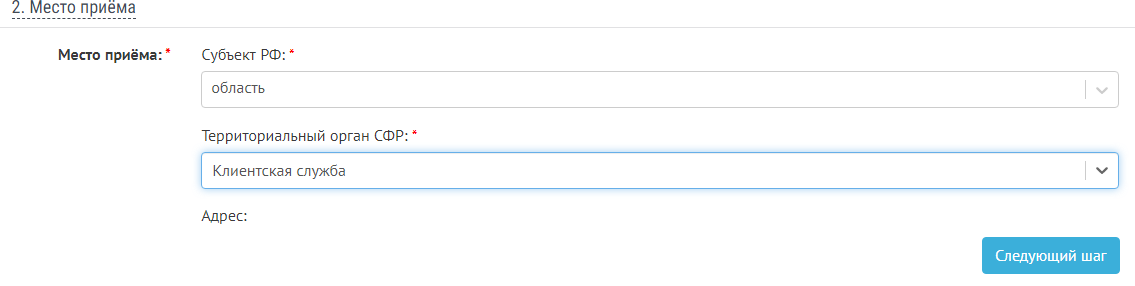 2. Место приёма
Место приёма: * Субъект РФ: *
область
Территориальный орган СФР: *
Клиентская служба
Адрес:
Следующий шаг